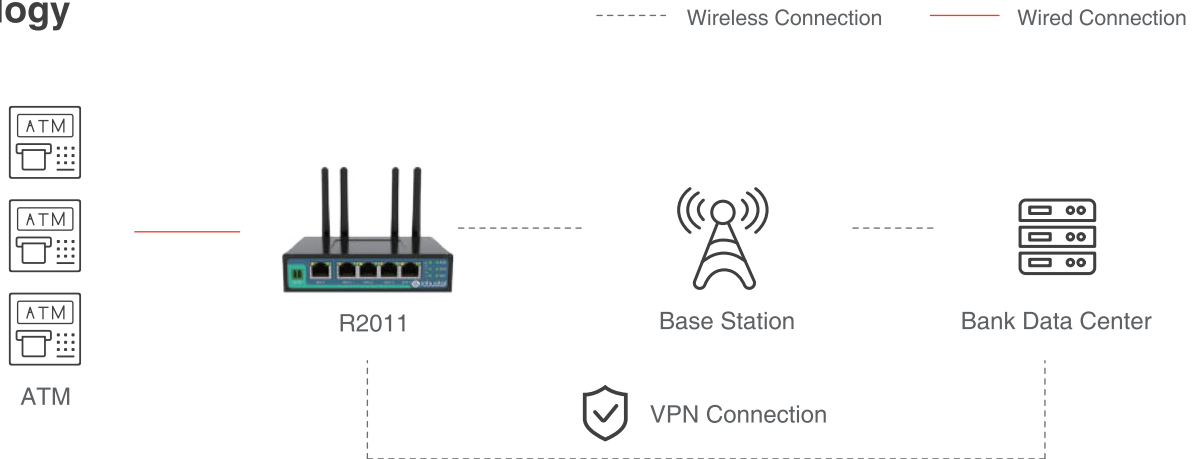 logy
Wireless Connection
Wired Connection
ATM
ATM
ATM
ATM
R2011
Base Station
Bank Data Center
VPN Connection